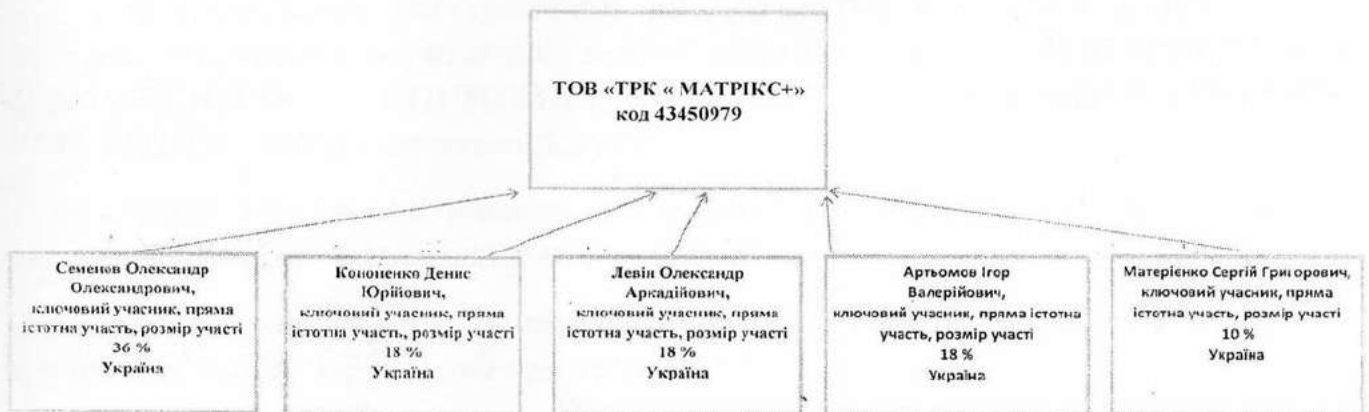 ТОВ «ТРК « МАТРІКС+»
код 43450979
Семенов Олександр
Олександрович,
ключовий учасник, пряма
істотна участь, розмір участі
36 %
Україна
Кононенко Денис
Юрійович,
ключовий учасник, пряма
істотна участь, розмір участі
18 %
Україна
Левін Олександр
Аркадійович,
ключовий учасник, пряма
істотна участь, розмір участі
18 %
Україна
Артьомов Ігор
Валерійович,
ключовий учасник, пряма істотна
участь, розмір участі
18 %
Україна
Матерієнко Сергій Григорович,
ключовий учасник, пряма
істотна участь, розмір участі
10 %
Україна